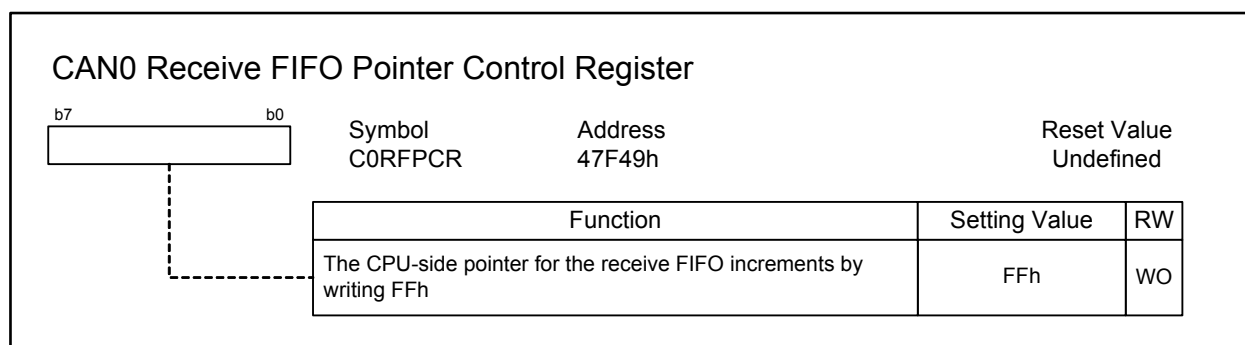 CAN0 Receive FIFO Pointer Control Register
b7 b0
Symbol Address Reset Value
C0RFPCR 47F49h Undefined
Function Setting Value RW
The CPU-side pointer for the receive FIFO increments by
writing FFh
FFh WO